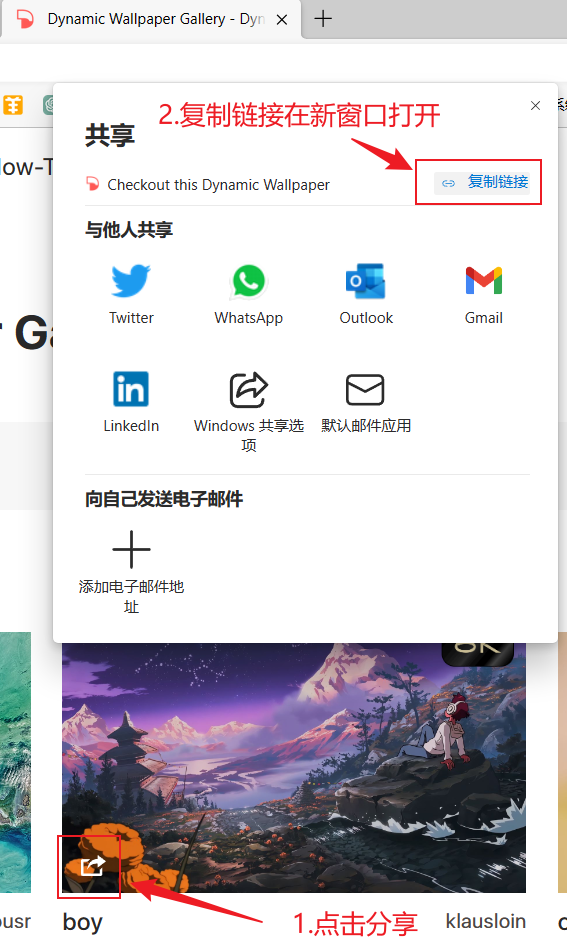 Dynamic Wallpaper Gallery - Dyn
low-T
2.复制链接在新窗口打开
共享
Checkout this Dynamic Wallpaper
复制链接
与他人共享
Twitter
WhatsApp
Outlook
Gmail
LinkedIn
Windows 共享选
项
默认邮件应用
向自己发送电子邮件
添加电子邮件地
址
r Ga
1.点击分享
ousr
boy
klausloin